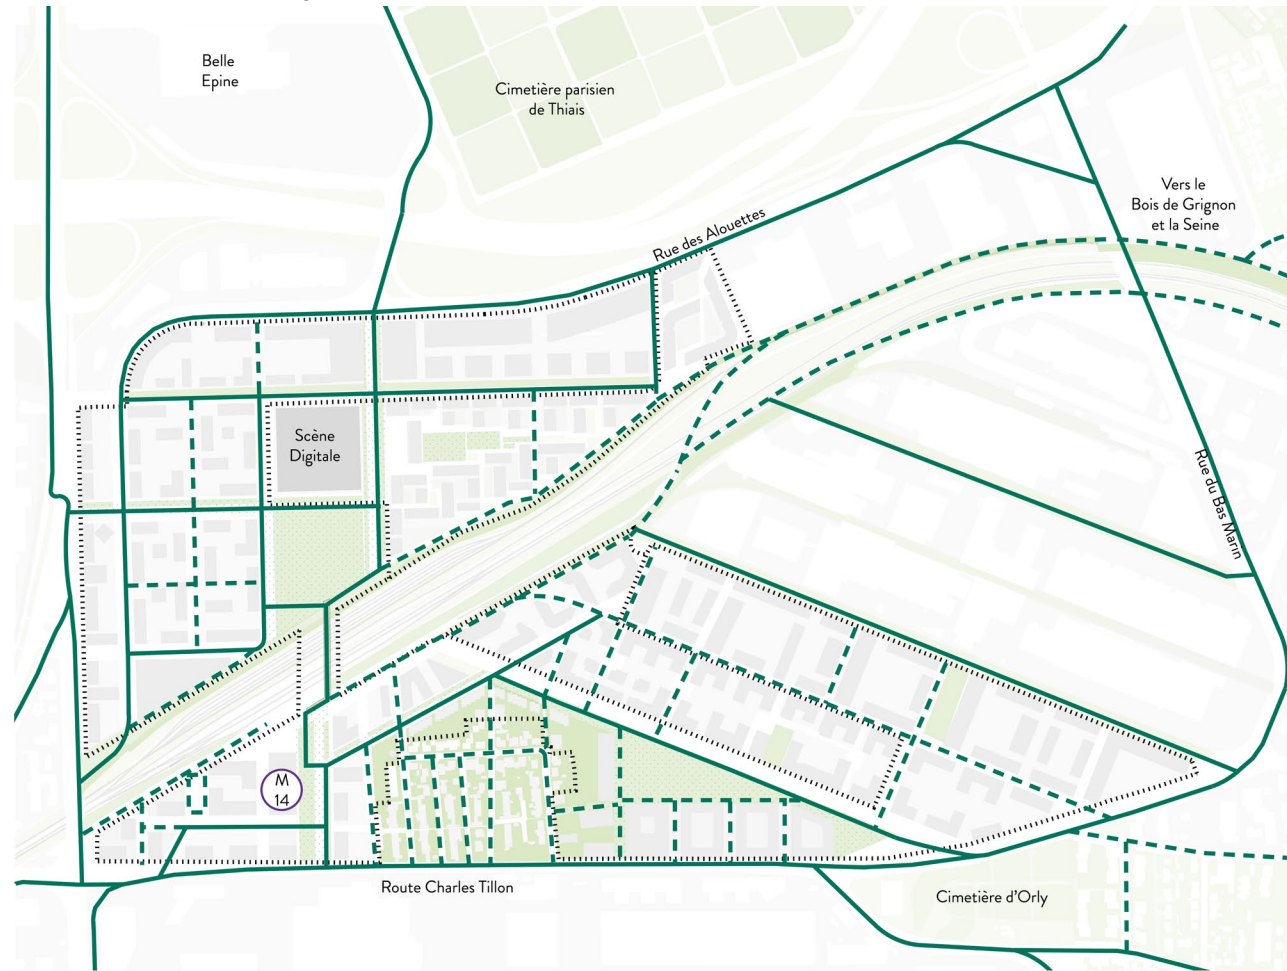 Belle
Epine
Cimetière parisien
de Thiais
Vers le
Bois de Grignon
et la Seine
Rue des Alouettes
Scène
Digitale
Rue du Bas Marin
M
14
Route Charles Tillon
Cimetière d'Orly